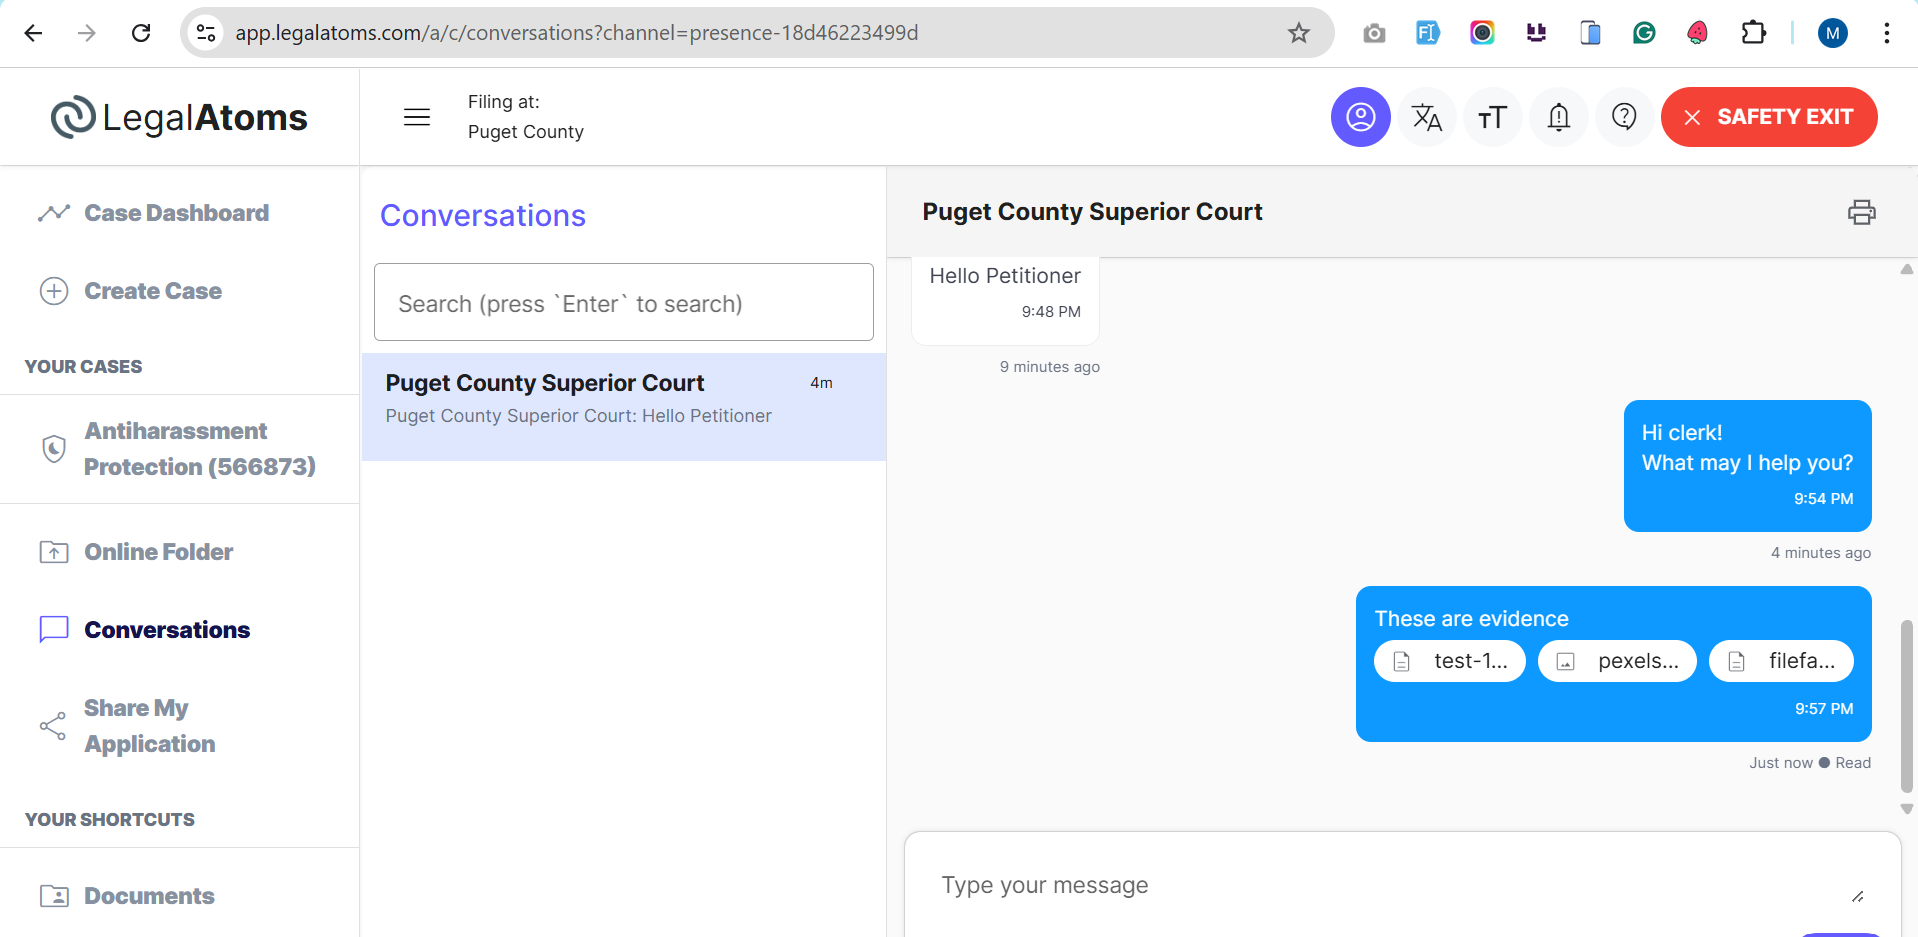 app.legalatoms.com/a/c/conversations?channel=presence-18d46223499d
M
LegalAtoms
Filing at:
Puget County
SAFETY EXIT
Case Dashboard
Create Case
YOUR CASES
Antiharassment
Protection (566873)
Online Folder
Conversations
Share My
Application
YOUR SHORTCUTS
Documents
Conversations
Search (press `Enter` to search)
Puget County Superior Court
4m
Puget County Superior Court: Hello Petitioner
Puget County Superior Court
Hello Petitioner
9:48 PM
9 minutes ago
Hi clerk!
What may I help you?
9:54 PM
4 minutes ago
These are evidence
test-1...
pexels...
filefa...
9:57 PM
Just now ● Read
Type your message